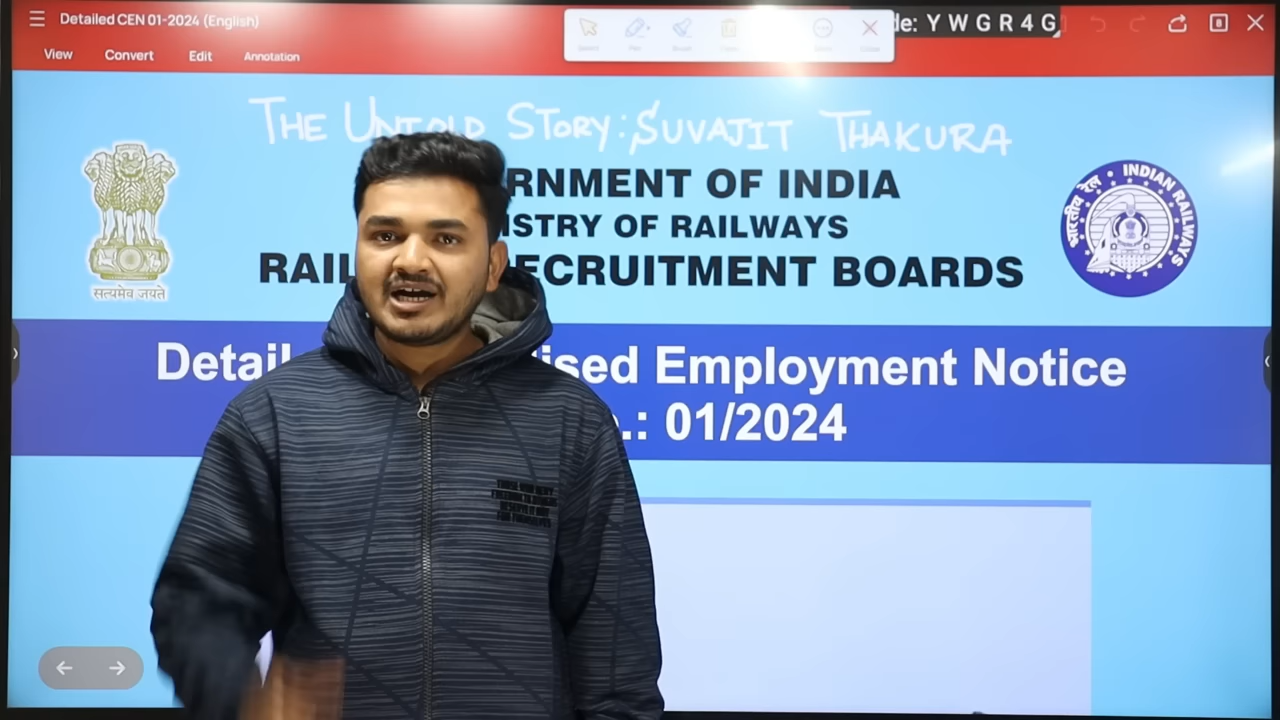 Detailed CEN 01-2024 (English)
de: Y W G R 4 G
View Convert Edit Annotation
THE UNTOLD STORY: SUVAJIT THAKURA
RNMENT OF INDIA
ISTRY OF RAILWAYS
RAIL ECRUITMENT BOARDS
सत्यमेव जयते
भारतीय रेल INDIAN RAILWAYS
Detail ised Employment Notice
.: 01/2024